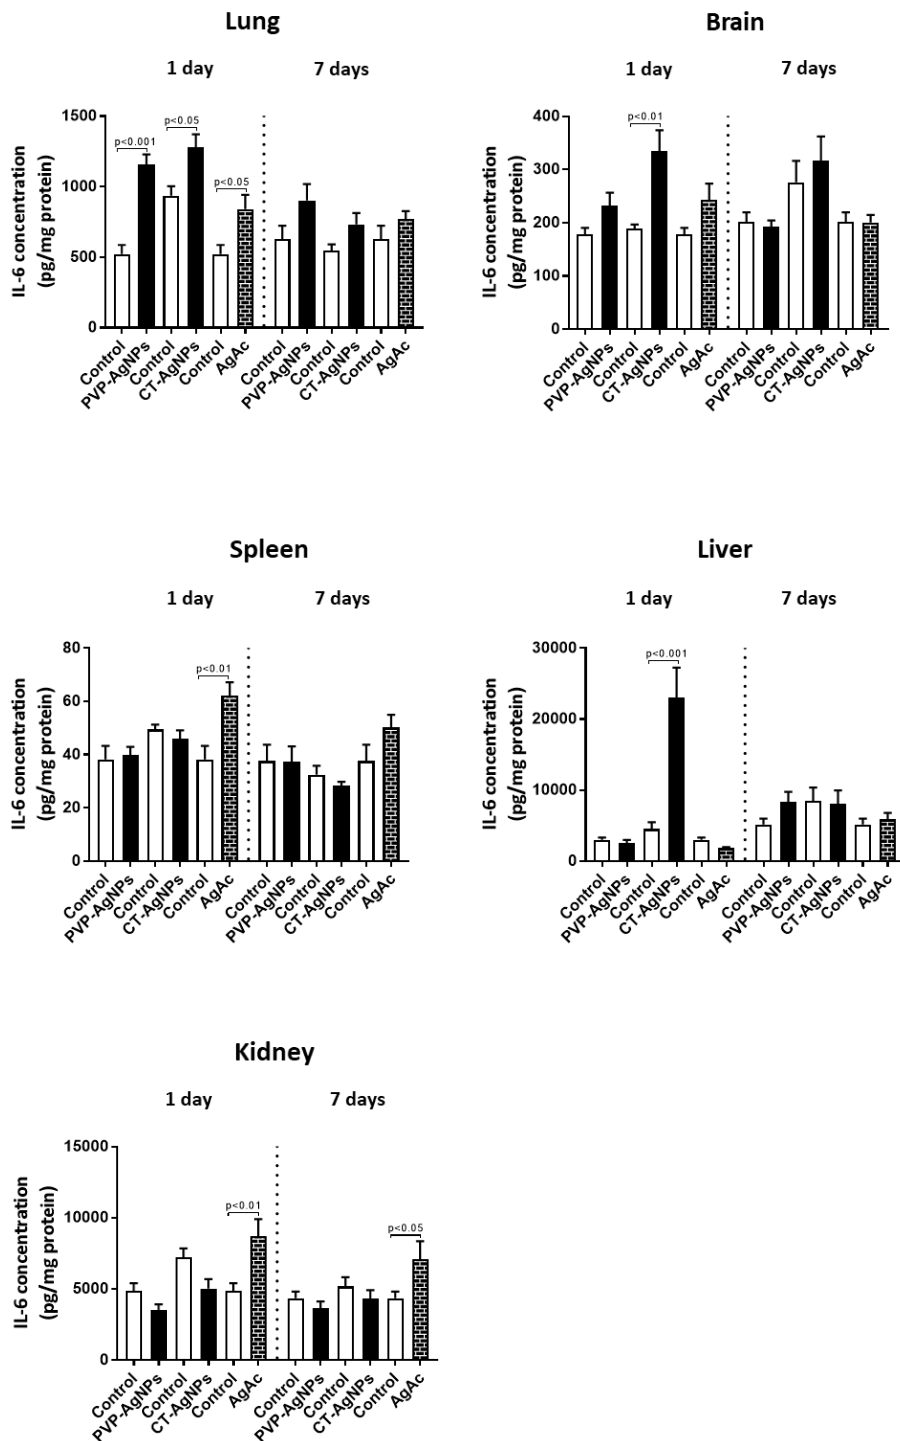 Lung
1 day
7 days
IL-6 concentration
(pg/mg protein)
1500
1000
500
0
p<0.001
p<0.05
p<0.05
Control
PVP-AgNPs
Control
CT-AgNPs
Control
AgAc
Control
PVP-AgNPs
Control
CT-AgNPs
Control
AgAc
Brain
1 day
7 days
IL-6 concentration
(pg/mg protein)
400
300
200
100
0
p<0.01
Control
PVP-AgNPs
Control
CT-AgNPs
Control
AgAc
Control
PVP-AgNPs
Control
CT-AgNPs
Control
AgAc
Spleen
1 day
7 days
IL-6 concentration
(pg/mg protein)
80
60
40
20
0
p<0.01
Control
PVP-AgNPs
Control
CT-AgNPs
Control
AgAc
Control
PVP-AgNPs
Control
CT-AgNPs
Control
AgAc
Liver
1 day
7 days
IL-6 concentration
(pg/mg protein)
30000
20000
10000
0
p<0.001
Control
PVP-AgNPs
Control
CT-AgNPs
Control
AgAc
Control
PVP-AgNPs
Control
CT-AgNPs
Control
AgAc
Kidney
1 day
7 days
IL-6 concentration
(pg/mg protein)
15000
10000
5000
0
p<0.01
p<0.05
Control
PVP-AgNPs
Control
CT-AgNPs
Control
AgAc
Control
PVP-AgNPs
Control
CT-AgNPs
Control
AgAc